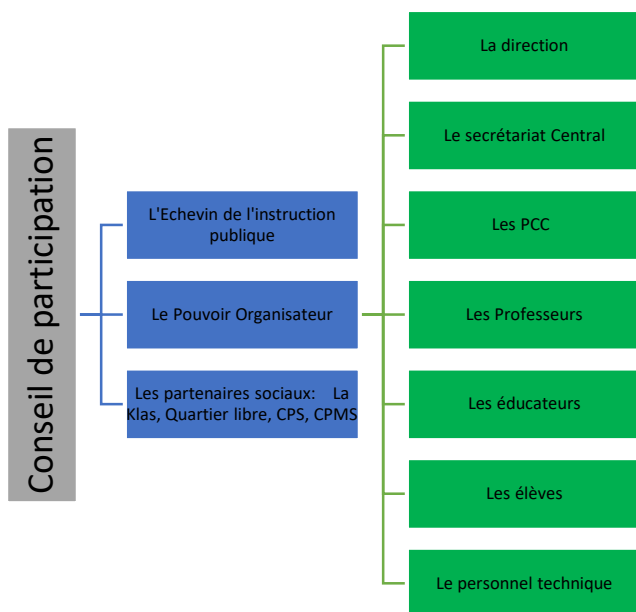 Conseil de participation
L'Echevin de l'instruction
publique
Le Pouvoir Organisateur
Les partenaires sociaux: La
Klas, Quartier libre, CPS, CPMS
La direction
Le secrétariat Central
Les PCC
Les Professeurs
Les éducateurs
Les élèves
Le personnel technique